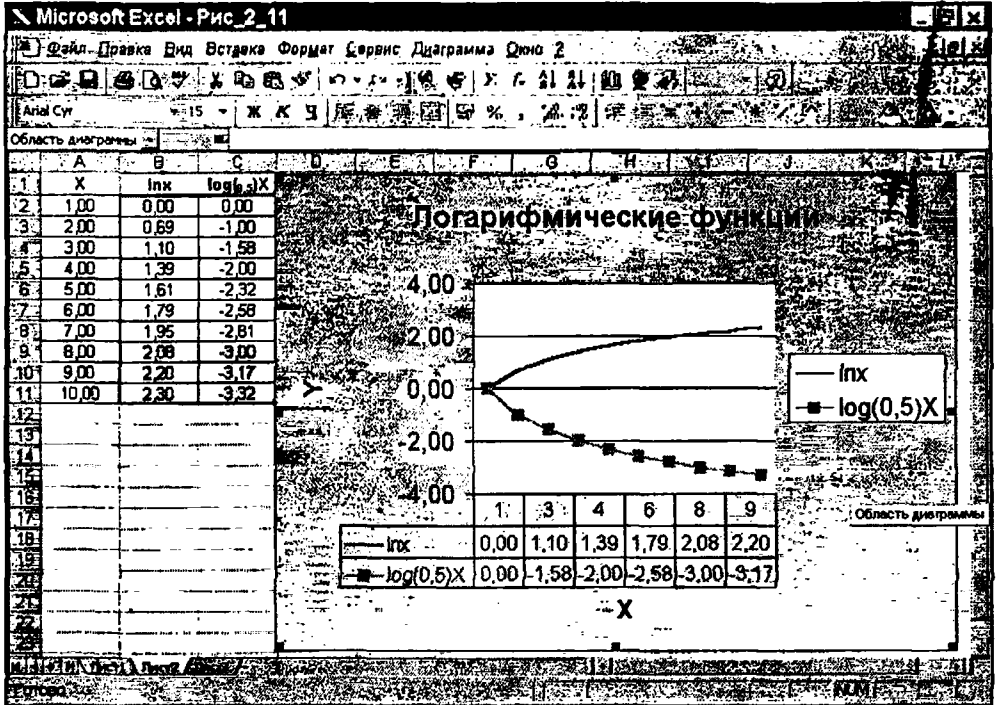 Microsoft Excel - Рис_2_11
Файл Правка Вид Вставка Формат Сервис Диаграмма Окно ?
Arial Cyr 15 Ж К Ч %
Область диаграммы =
A B C D E F G H J K L
1 X lnx log(0,5)X
2 1,00 0,00 0,00
3 2,00 0,69 -1,00
4 3,00 1,10 -1,58
5 4,00 1,39 -2,00
6 5,00 1,61 -2,32
7 6,00 1,79 -2,58
8 7,00 1,95 -2,81
9 8,00 2,08 -3,00
10 9,00 2,20 -3,17
11 10,00 2,30 -3,32
12
13
14
15
16
17
18
19
20
21
22
23
Логарифмические функции
4,00
2,00
0,00
-2,00
-4,00
Y
lnx
log(0,5)X
1 3 4 6 8 9
lnx 0,00 1,10 1,39 1,79 2,08 2,20
log(0,5)X 0,00 -1,58 -2,00 -2,58 -3,00 -3,17
X
Область диаграммы
Лист1 Лист2
Готово NUM